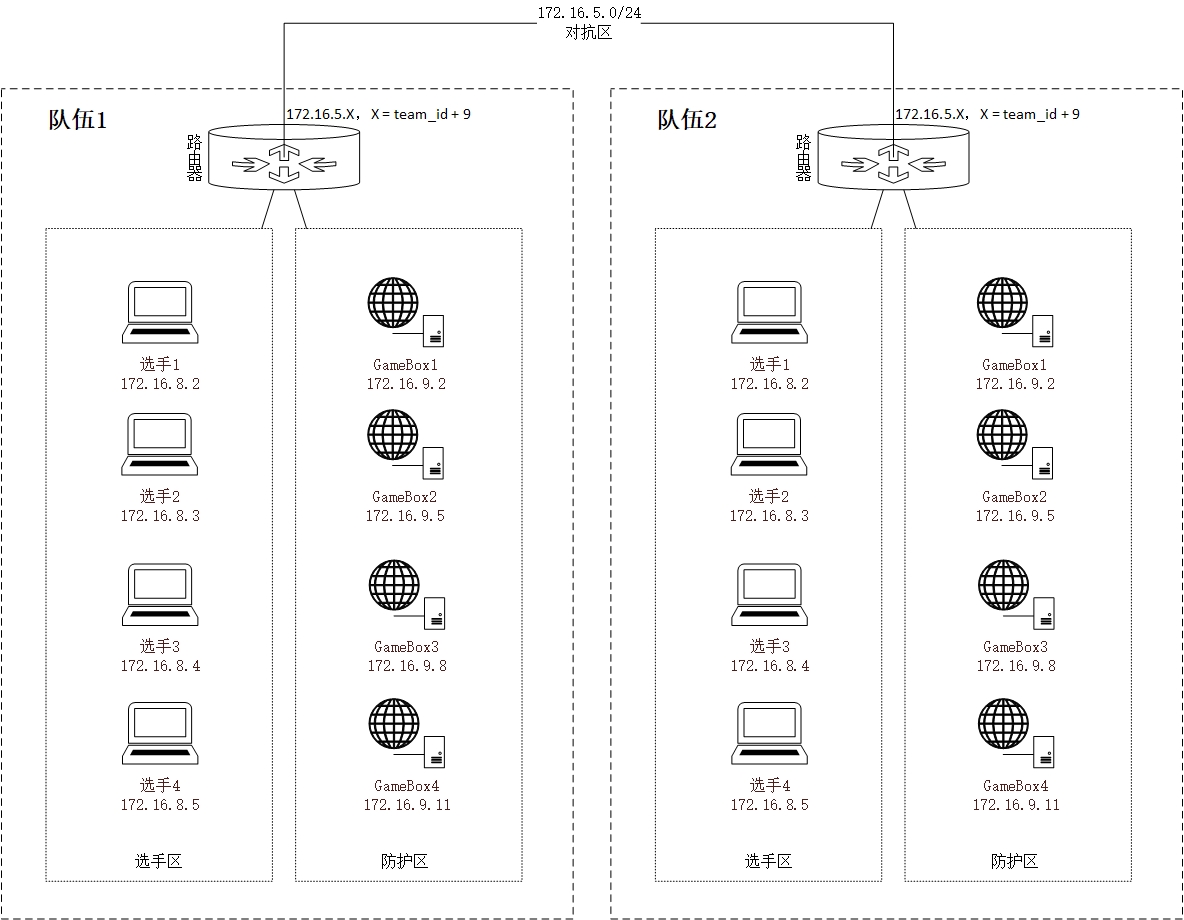 172.16.5.0/24
对抗区
队伍1
172.16.5.X，X = team_id + 9
路由器
选手1
172.16.8.2
选手2
172.16.8.3
选手3
172.16.8.4
选手4
172.16.8.5
选手区
GameBox1
172.16.9.2
GameBox2
172.16.9.5
GameBox3
172.16.9.8
GameBox4
172.16.9.11
防护区
队伍2
172.16.5.X，X = team_id + 9
路由器
选手1
172.16.8.2
选手2
172.16.8.3
选手3
172.16.8.4
选手4
172.16.8.5
选手区
GameBox1
172.16.9.2
GameBox2
172.16.9.5
GameBox3
172.16.9.8
GameBox4
172.16.9.11
防护区